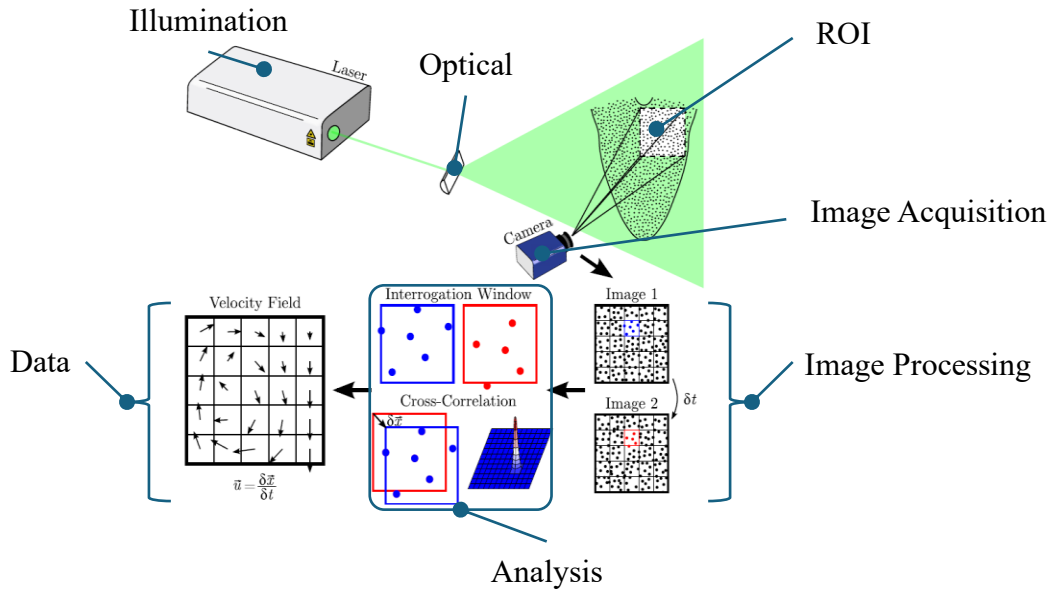 Illumination
Laser
Optical
ROI
Camera
Image Acquisition
Velocity Field
Interrogation Window
Image 1
Data
Image Processing
Cross-Correlation
δt
Image 2
δx⃗
u⃗ = δx⃗/δt
Analysis